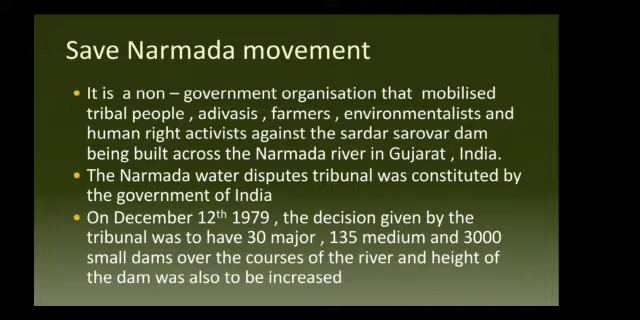 Save Narmada movement
• It is a non – government organisation that mobilised
tribal people , adivasis , farmers , environmentalists and
human right activists against the sardar sarovar dam
being built across the Narmada river in Gujarat , India.
• The Narmada water disputes tribunal was constituted by
the government of India
• On December 12th 1979 , the decision given by the
tribunal was to have 30 major , 135 medium and 3000
small dams over the courses of the river and height of
the dam was also to be increased